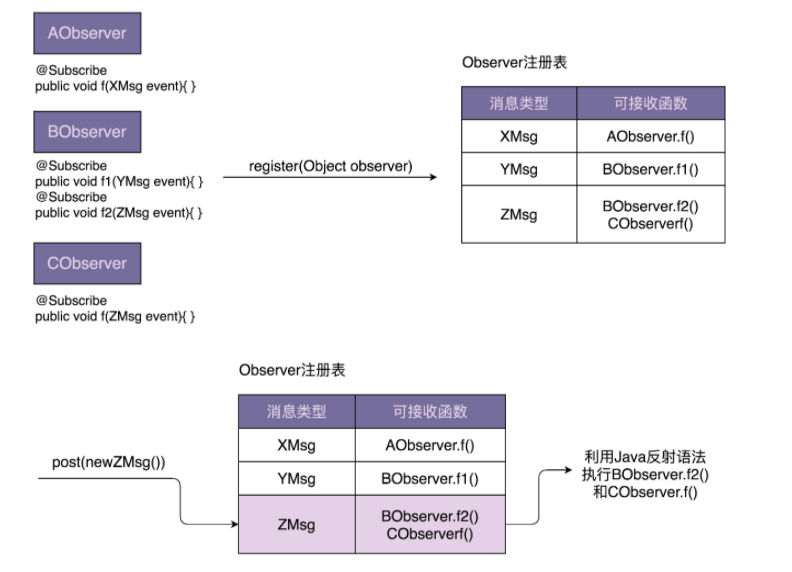 AObserver
@Subscribe
public void f(XMsg event){ }
BObserver
@Subscribe
public void f1(YMsg event){ }
@Subscribe
public void f2(ZMsg event){ }
CObserver
@Subscribe
public void f(ZMsg event){ }
register(Object observer)
Observer注册表
消息类型 可接收函数
XMsg AObserver.f()
YMsg BObserver.f1()
ZMsg BObserver.f2()
CObserverf()
Observer注册表
消息类型 可接收函数
XMsg AObserver.f()
YMsg BObserver.f1()
ZMsg BObserver.f2()
CObserverf()
post(newZMsg())
利用Java反射语法
执行BObserver.f2()
和CObserver.f()